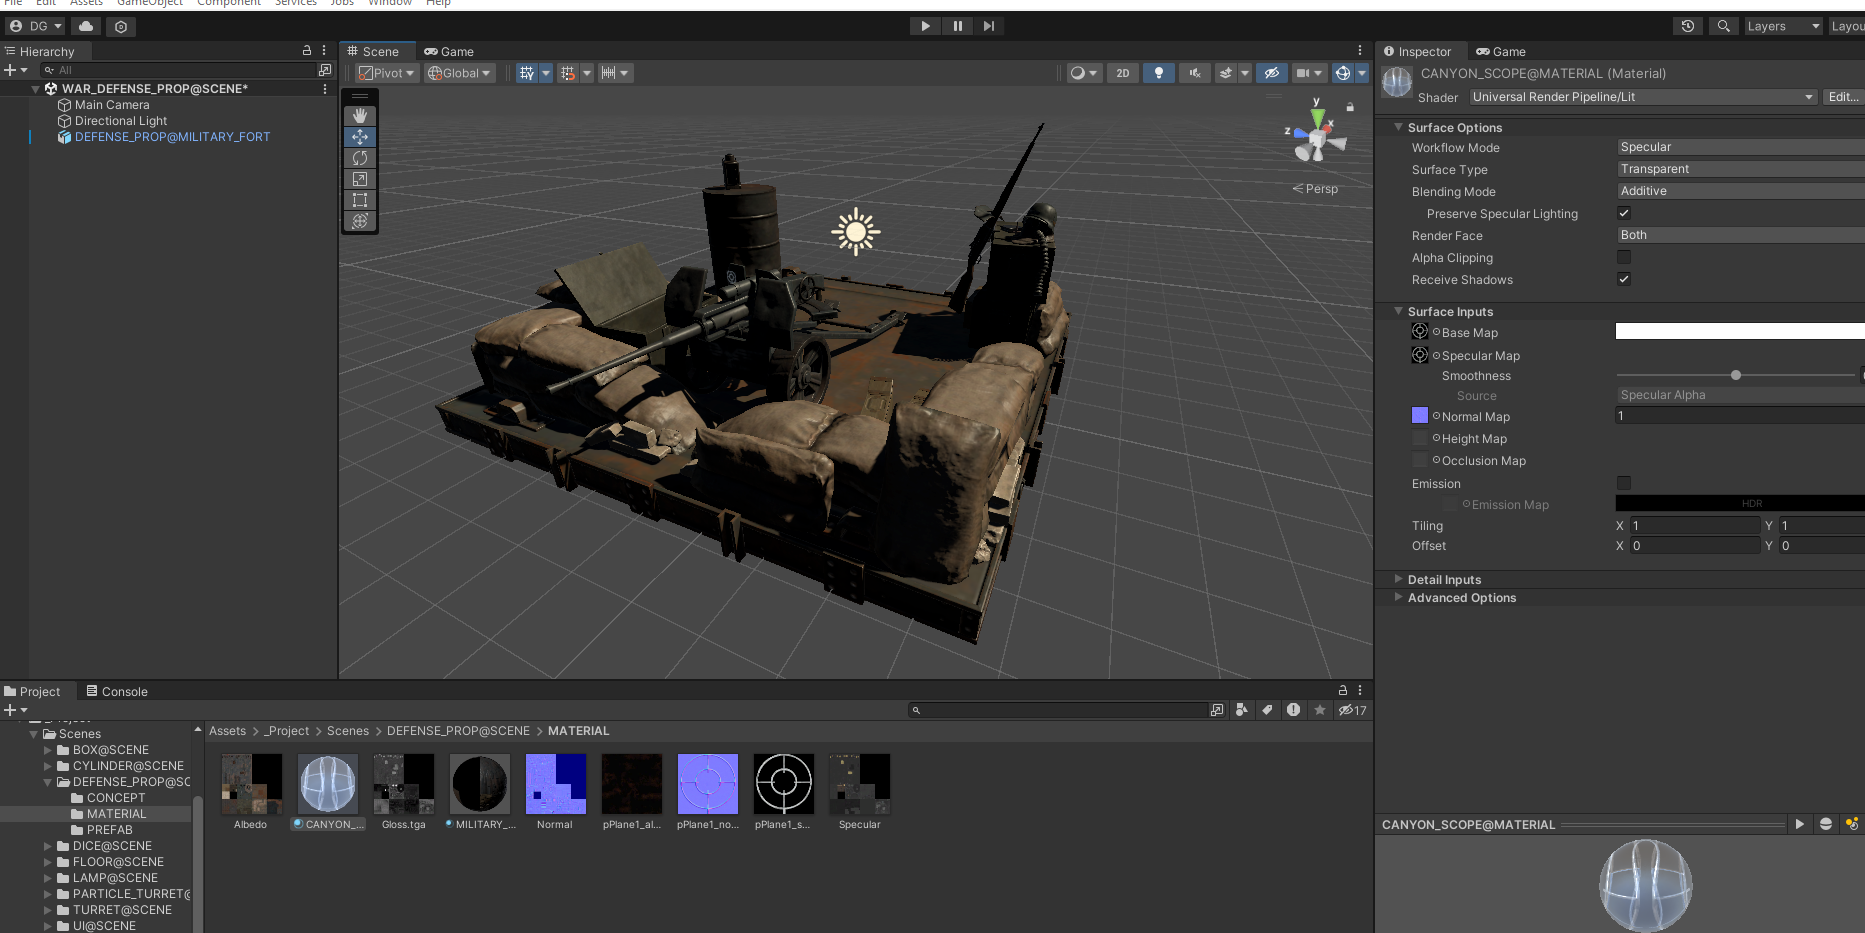 File Edit Assets GameObject Component Services Jobs Window Help
DG Layers Layou
Hierarchy
All
WAR_DEFENSE_PROP@SCENE*
Main Camera
Directional Light
DEFENSE_PROP@MILITARY_FORT
Scene Game
Pivot Global 2D
y
z x
Persp
Inspector Game
CANYON_SCOPE@MATERIAL (Material)
Shader Universal Render Pipeline/Lit Edit...
Surface Options
Workflow Mode Specular
Surface Type Transparent
Blending Mode Additive
Preserve Specular Lighting
Render Face Both
Alpha Clipping
Receive Shadows
Surface Inputs
Base Map
Specular Map
Smoothness
Source Specular Alpha
Normal Map 1
Height Map
Occlusion Map
Emission
Emission Map HDR
Tiling X 1 Y 1
Offset X 0 Y 0
Detail Inputs
Advanced Options
CANYON_SCOPE@MATERIAL
Project Console
17
_Project
Scenes
BOX@SCENE
CYLINDER@SCENE
DEFENSE_PROP@SC
CONCEPT
MATERIAL
PREFAB
DICE@SCENE
FLOOR@SCENE
LAMP@SCENE
PARTICLE_TURRET@
TURRET@SCENE
UI@SCENE
Assets > _Project > Scenes > DEFENSE_PROP@SCENE > MATERIAL
Albedo CANYON_... Gloss.tga MILITARY_... Normal pPlane1_al... pPlane1_no... pPlane1_s... Specular